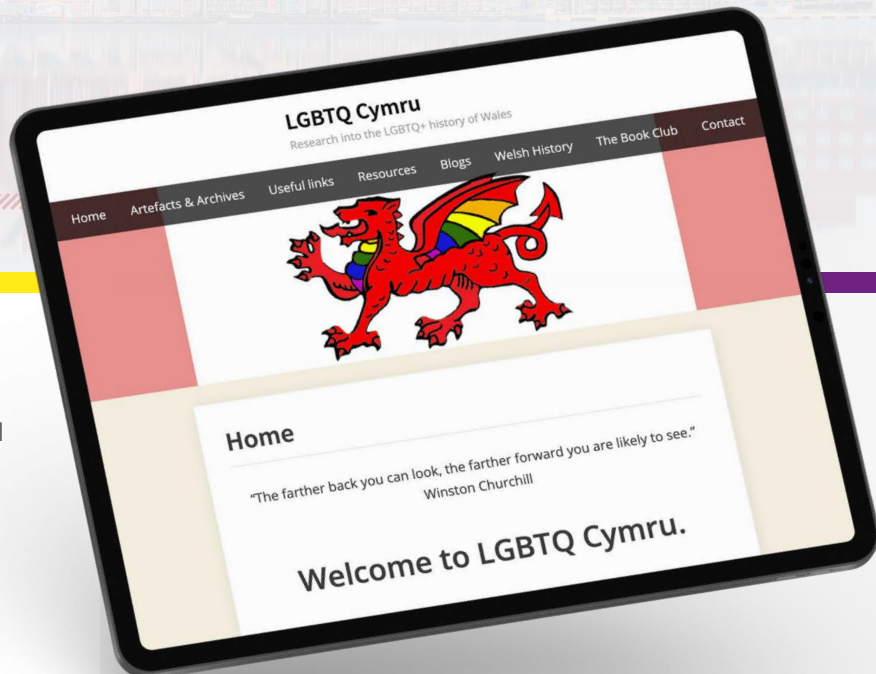 LGBTQ Cymru
Research into the LGBTQ+ history of Wales
Home Artefacts & Archives Useful links Resources Blogs Welsh History The Book Club Contact
Home
“The farther back you can look, the farther forward you are likely to see.”
Winston Churchill
Welcome to LGBTQ Cymru.